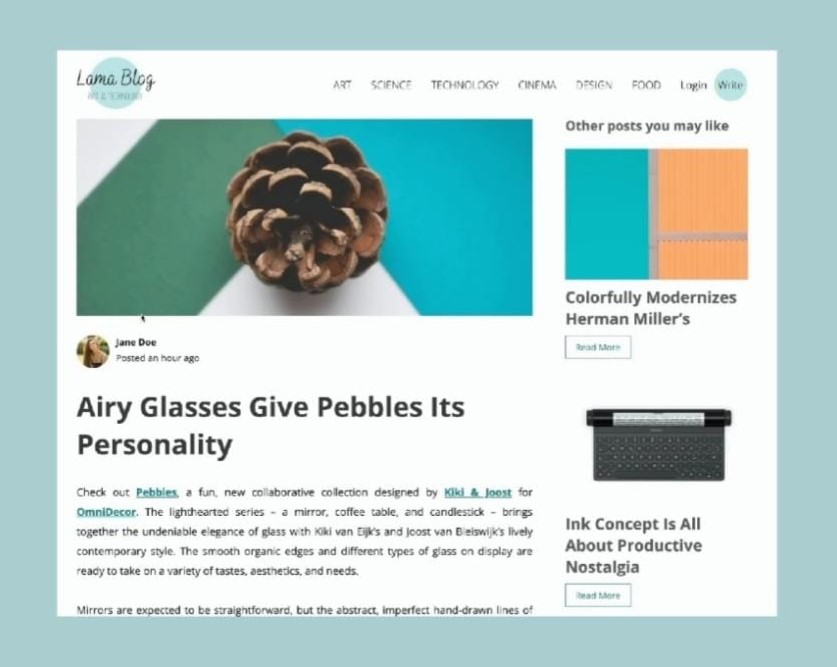 Lama Blog
ART & TECHNOLOGY
ART SCIENCE TECHNOLOGY CINEMA DESIGN FOOD Login Write
Other posts you may like
Colorfully Modernizes
Herman Miller's
Read More
Jane Doe
Posted an hour ago
Airy Glasses Give Pebbles Its
Personality
Check out Pebbles, a fun, new collaborative collection designed by Kiki & Joost for
OmniDecor. The lighthearted series – a mirror, coffee table, and candlestick – brings
together the undeniable elegance of glass with Kiki van Eijk's and Joost van Bleiswijk's lively
contemporary style. The smooth organic edges and different types of glass on display are
ready to take on a variety of tastes, aesthetics, and needs.
Mirrors are expected to be straightforward, but the abstract, imperfect hand-drawn lines of
Ink Concept Is All
About Productive
Nostalgia
Read More